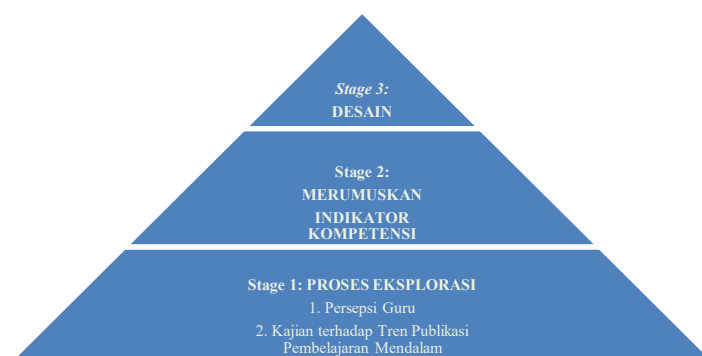 Stage 3:
DESAIN
Stage 2:
MERUMUSKAN
INDIKATOR
KOMPETENSI
Stage 1: PROSES EKSPLORASI
1. Persepsi Guru
2. Kajian terhadap Tren Publikasi
Pembelajaran Mendalam